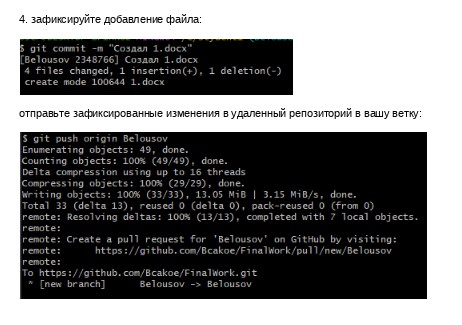 4. зафиксируйте добавление файла:
$ git commit -m "Создал 1.docx"
[Belousov 2348766] Создал 1.docx
4 files changed, 1 insertion(+), 1 deletion(-)
create mode 100644 1.docx
отправьте зафиксированные изменения в удаленный репозиторий в вашу ветку:
$ git push origin Belousov
Enumerating objects: 49, done.
Counting objects: 100% (49/49), done.
Delta compression using up to 16 threads
Compressing objects: 100% (29/29), done.
Writing objects: 100% (33/33), 13.05 MiB | 3.15 MiB/s, done.
Total 33 (delta 13), reused 0 (delta 0), pack-reused 0 (from 0)
remote: Resolving deltas: 100% (13/13), completed with 7 local objects.
remote:
remote: Create a pull request for 'Belousov' on GitHub by visiting:
remote: https://github.com/Bcakoe/FinalWork/pull/new/Belousov
remote:
To https://github.com/Bcakoe/FinalWork.git
* [new branch] Belousov -> Belousov